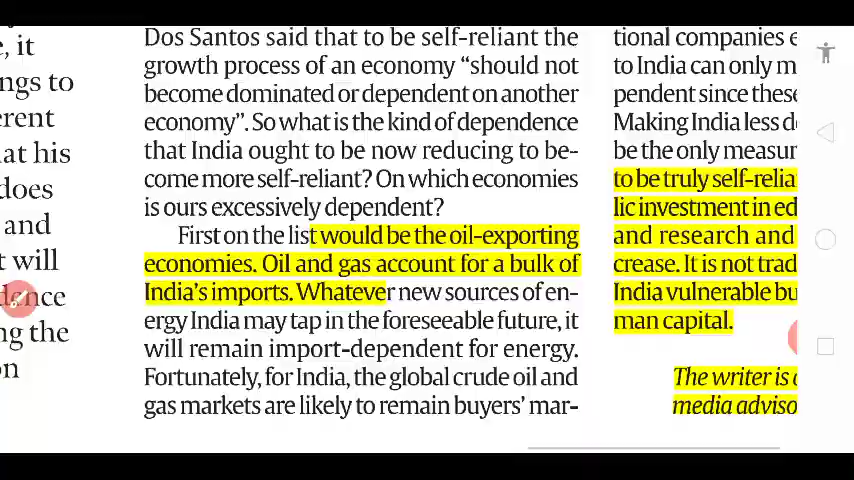 , it
ngs to
erent
at his
does
and
t will
dence
ng the
on
Dos Santos said that to be self-reliant the
growth process of an economy “should not
become dominated or dependent on another
economy”. So what is the kind of dependence
that India ought to be now reducing to be-
come more self-reliant? On which economies
is ours excessively dependent?
First on the list would be the oil-exporting
economies. Oil and gas account for a bulk of
India’s imports. Whatever new sources of en-
ergy India may tap in the foreseeable future, it
will remain import-dependent for energy.
Fortunately, for India, the global crude oil and
gas markets are likely to remain buyers’ mar-
tional companies e
to India can only m
pendent since these
Making India less d
be the only measur
to be truly self-relia
lic investment in ed
and research and
crease. It is not trad
India vulnerable bu
man capital.
The writer is
media adviso